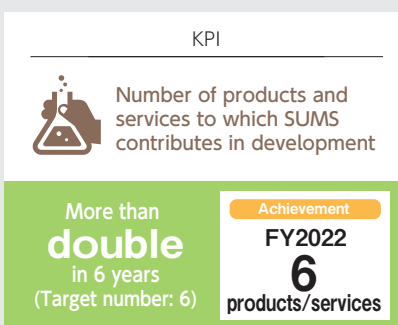 KPI
Number of products and
services to which SUMS
contributes in development
More than
double
in 6 years
(Target number: 6)
Achievement
FY2022
6
products/services